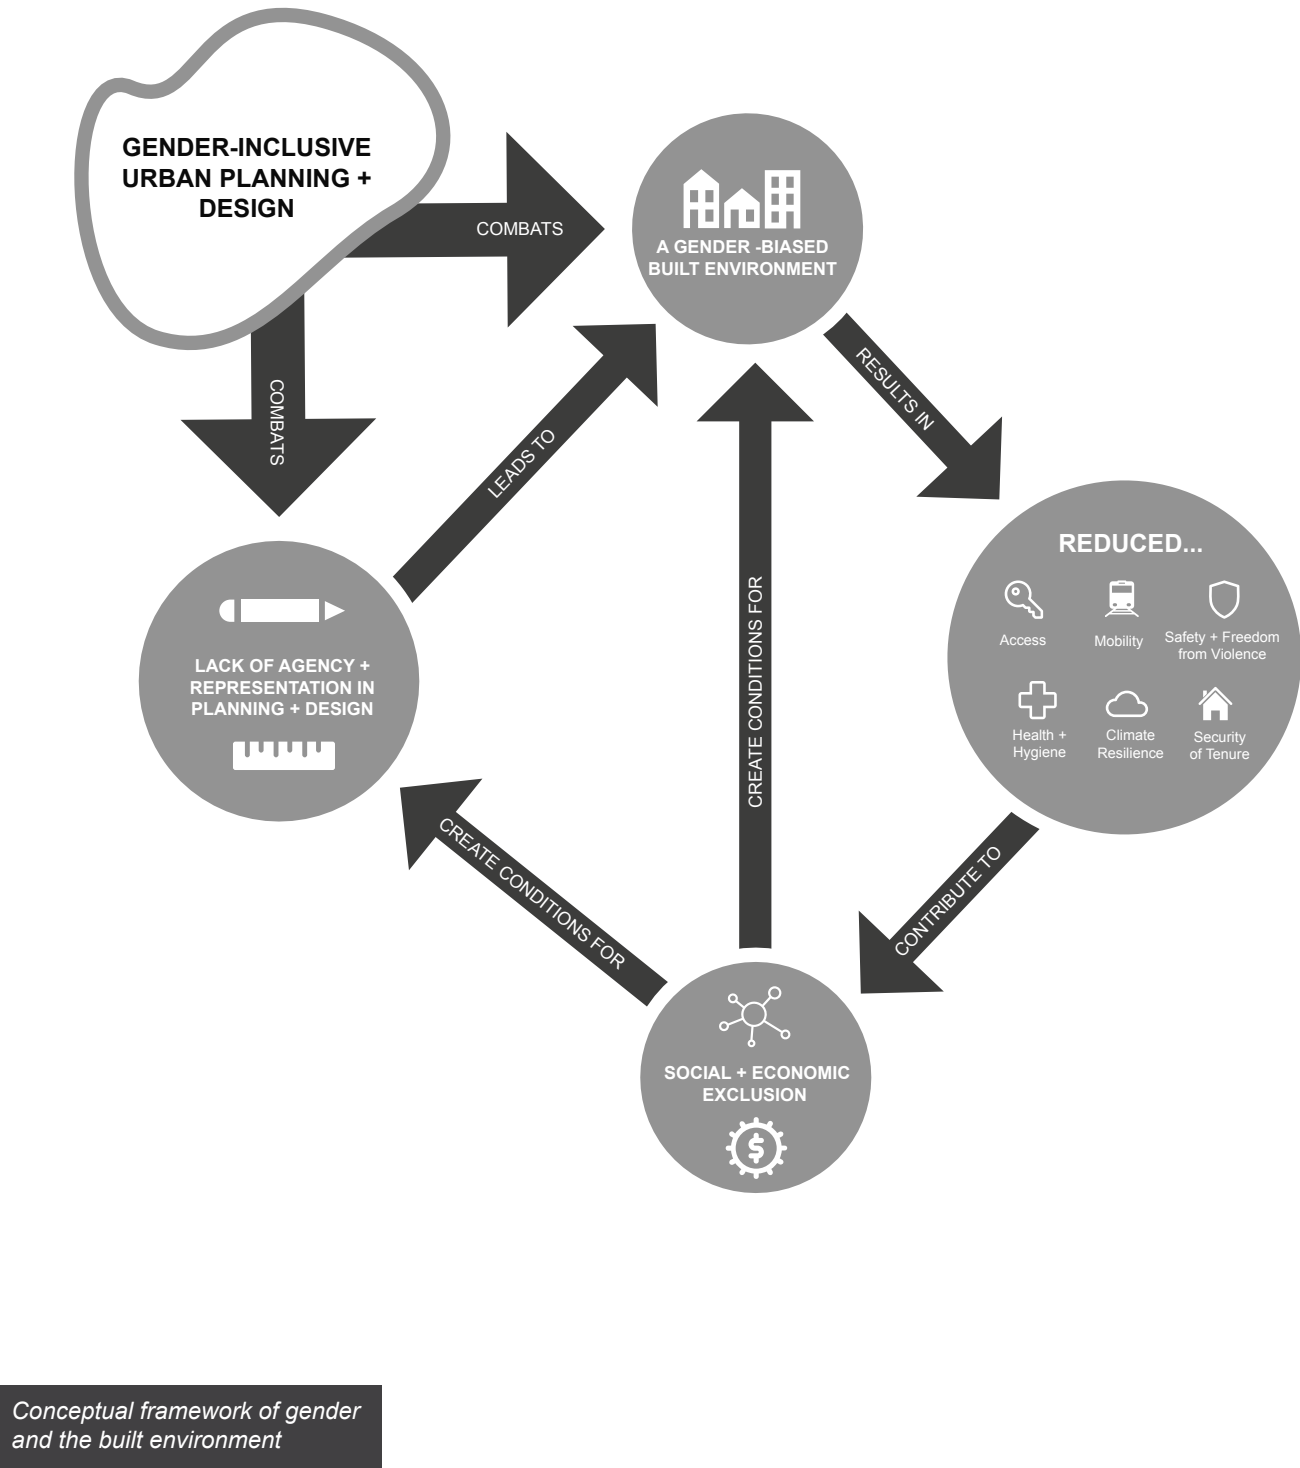 GENDER-INCLUSIVE
URBAN PLANNING +
DESIGN
COMBATS
COMBATS
A GENDER -BIASED
BUILT ENVIRONMENT
RESULTS IN
LEADS TO
REDUCED...
Access
Mobility
Safety + Freedom
from Violence
Health +
Hygiene
Climate
Resilience
Security
of Tenure
LACK OF AGENCY +
REPRESENTATION IN
PLANNING + DESIGN
CREATE CONDITIONS FOR
CREATE CONDITIONS FOR
CONTRIBUTE TO
SOCIAL + ECONOMIC
EXCLUSION
$
Conceptual framework of gender
and the built environment